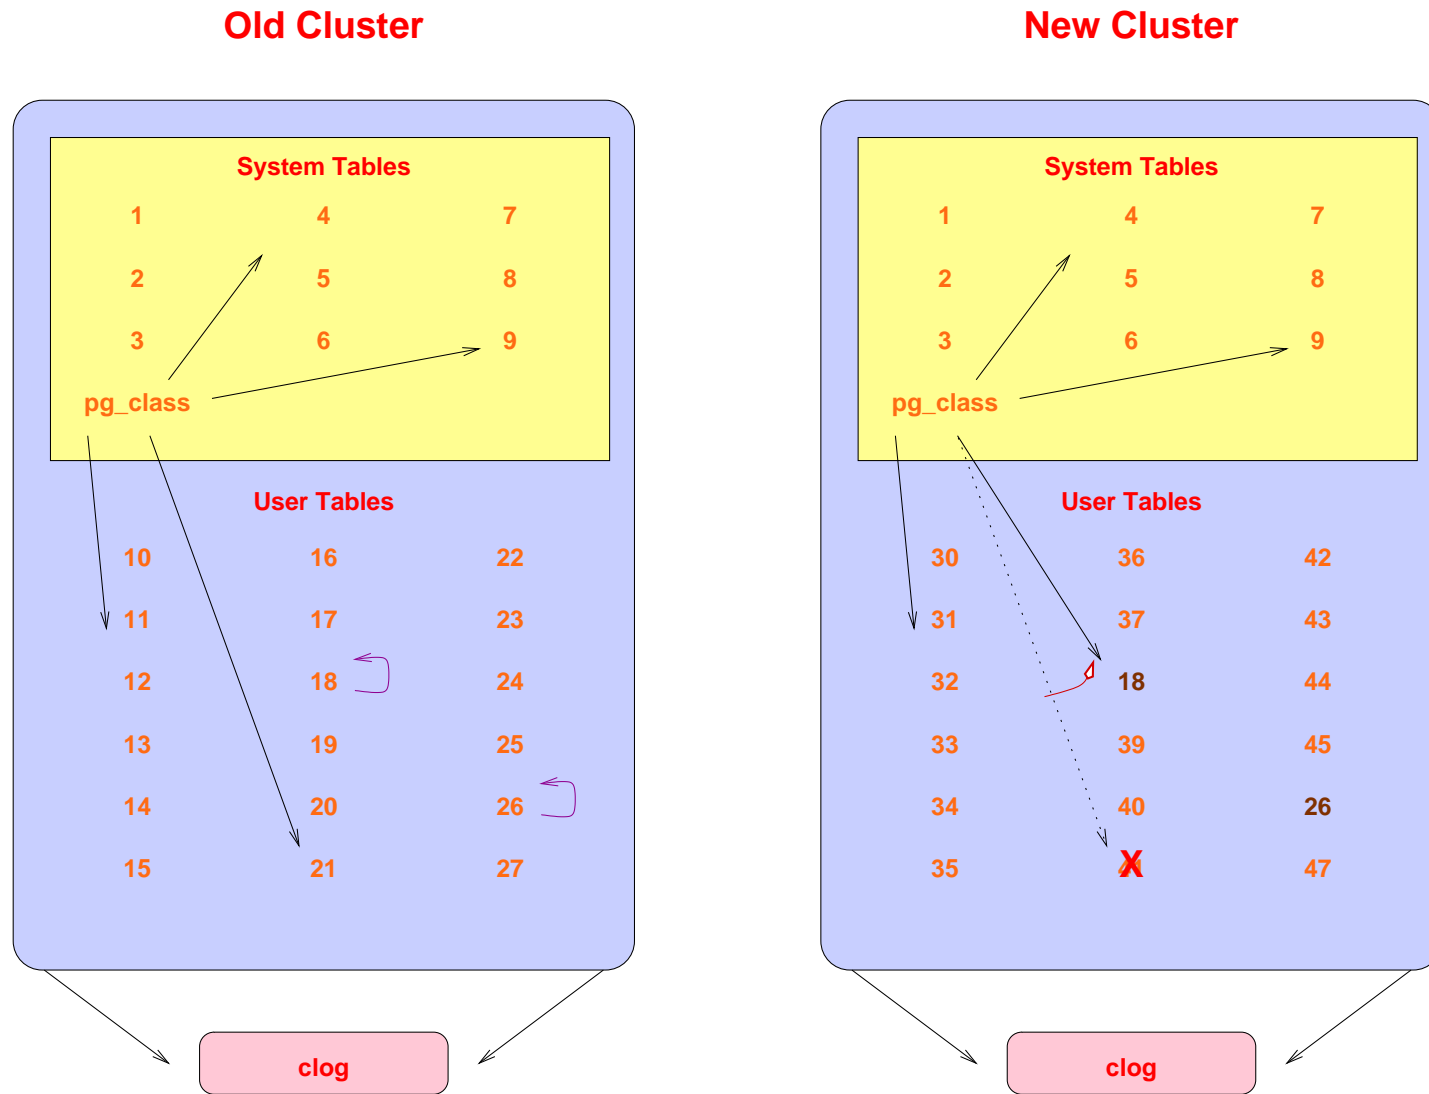 Old Cluster
New Cluster
System Tables
1 4 7
2 5 8
3 6 9
pg_class
User Tables
10 16 22
11 17 23
12 18 24
13 19 25
14 20 26
15 21 27
clog
System Tables
1 4 7
2 5 8
3 6 9
pg_class
User Tables
30 36 42
31 37 43
32 18 44
33 39 45
34 40 26
35 X 47
clog